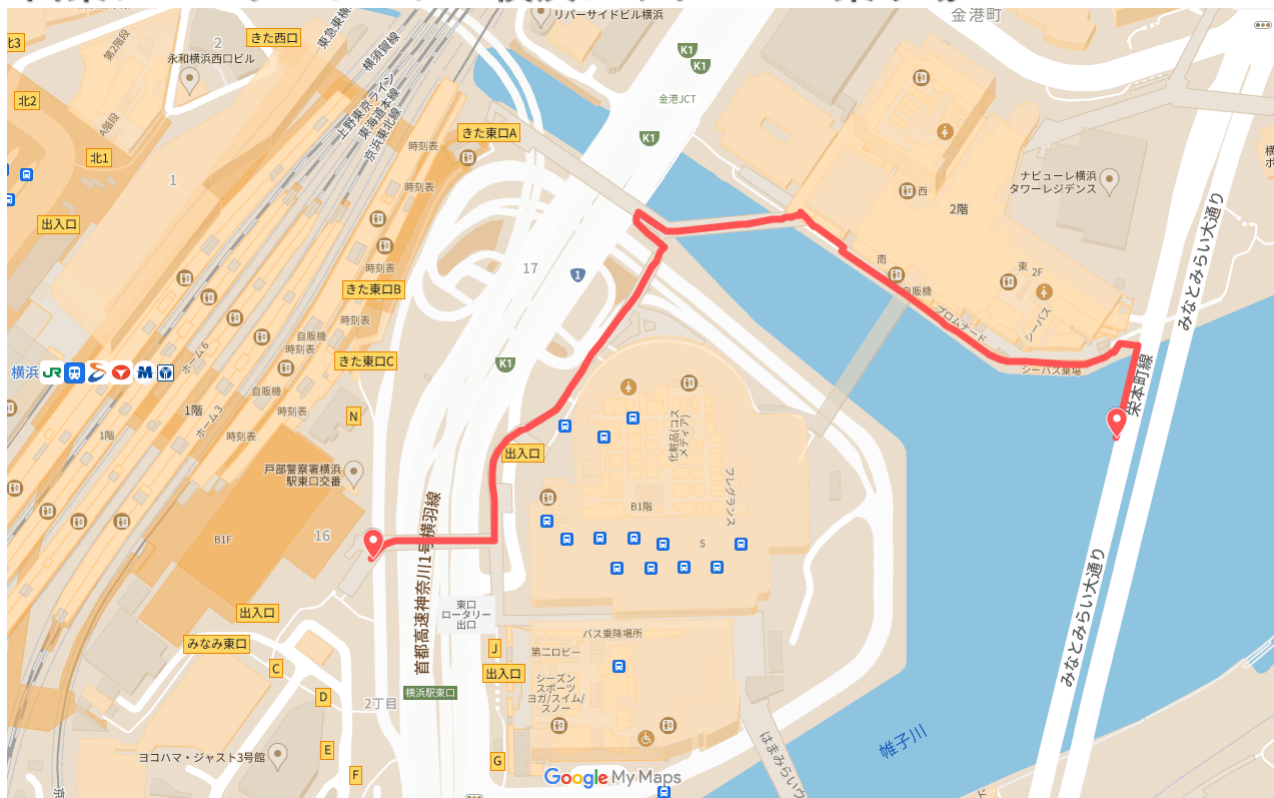 リバーサイドビル横浜
金港町
北3
第2階段
2
きた西口
東急東横
横須賀線
永和横浜西口ビル
K1
K1
上野東京ライン
東海道本線
京浜東北線
北2
A階段
金港JCT
時刻表
きた東口A
K1
北1
1
時刻表
ナビューレ横浜
タワーレジデンス
西
2階
出入口
みなとみらい大通り
時刻表
17
1
南
東 2F
きた東口B
自販機
時刻表
プロムナード
シーバス
自販機
時刻表
ホーム6
きた東口C
K1
シーバス乗場
横浜 JR
自販機
栄本町線
1階
ホーム3
時刻表
N
1階
時刻表
化粧品
メディア
出入口
戸部警察署横浜
駅東口交番
フレグランス
B1階
首都高速神奈川1号横羽線
B1F
16
5
みなとみらい大通り
出入口
東口
ロータリー
出口
みなみ東口
バス乗降場所
J
第二ロビー
C
出入口
シーズン
スポーツ
ヨガ/スイム/
スノー
D
横浜駅東口
2丁目
帷子川
はまみらいウ
E
ヨコハマ・ジャスト3号館
F
G
Google My Maps
京